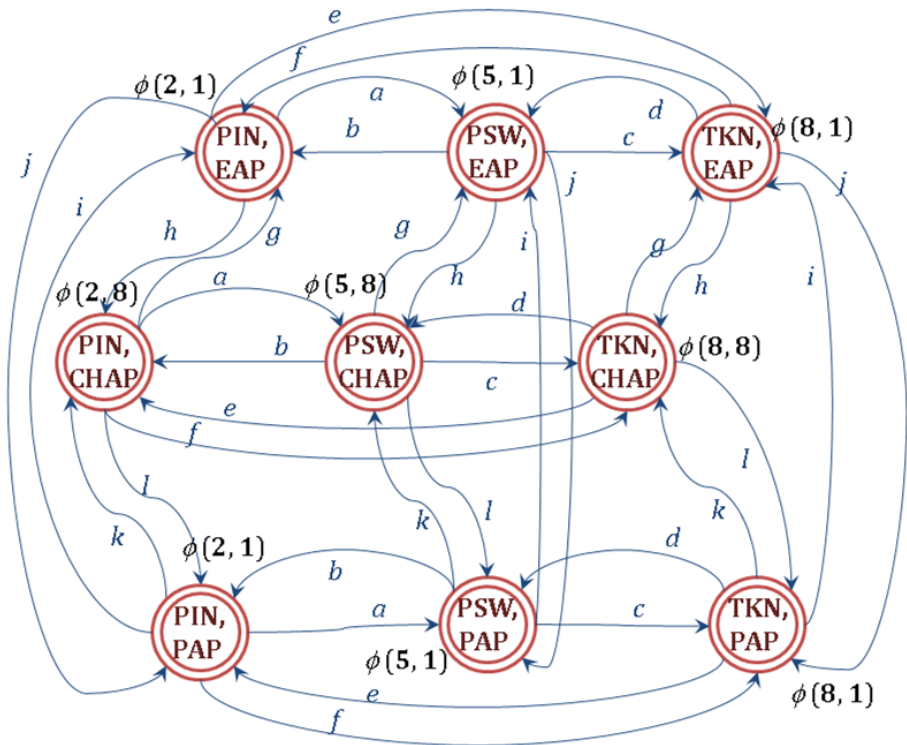 e
f
ϕ(2, 1)
a
ϕ(5, 1)
d
PIN,
EAP
b
PSW,
EAP
c
TKN,
EAP
ϕ(8, 1)
j
i
j
j
h
g
g
h
i
g
h
i
ϕ(2, 8)
a
ϕ(5, 8)
d
PIN,
CHAP
b
PSW,
CHAP
c
TKN,
CHAP
ϕ(8, 8)
e
f
l
k
l
k
l
k
ϕ(2, 1)
b
d
PIN,
PAP
a
PSW,
PAP
c
TKN,
PAP
ϕ(5, 1)
e
f
ϕ(8, 1)